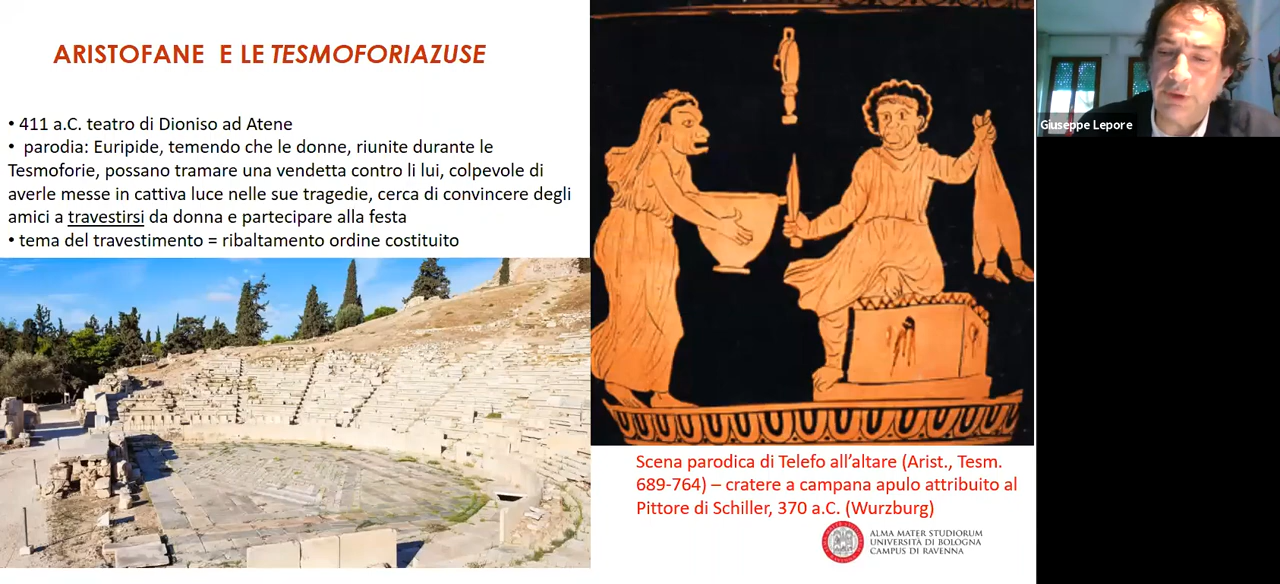 ARISTOFANE E LE TESMOFORIAZUSE
• 411 a.C. teatro di Dioniso ad Atene
• parodia: Euripide, temendo che le donne, riunite durante le
Tesmoforie, possano tramare una vendetta contro li lui, colpevole di
averle messe in cattiva luce nelle sue tragedie, cerca di convincere degli
amici a travestirsi da donna e partecipare alla festa
• tema del travestimento = ribaltamento ordine costituito
Scena parodica di Telefo all’altare (Arist., Tesm.
689-764) – cratere a campana apulo attribuito al
Pittore di Schiller, 370 a.C. (Wurzburg)
ALMA MATER STUDIORUM
UNIVERSITÀ DI BOLOGNA
CAMPUS DI RAVENNA
Giuseppe Lepore